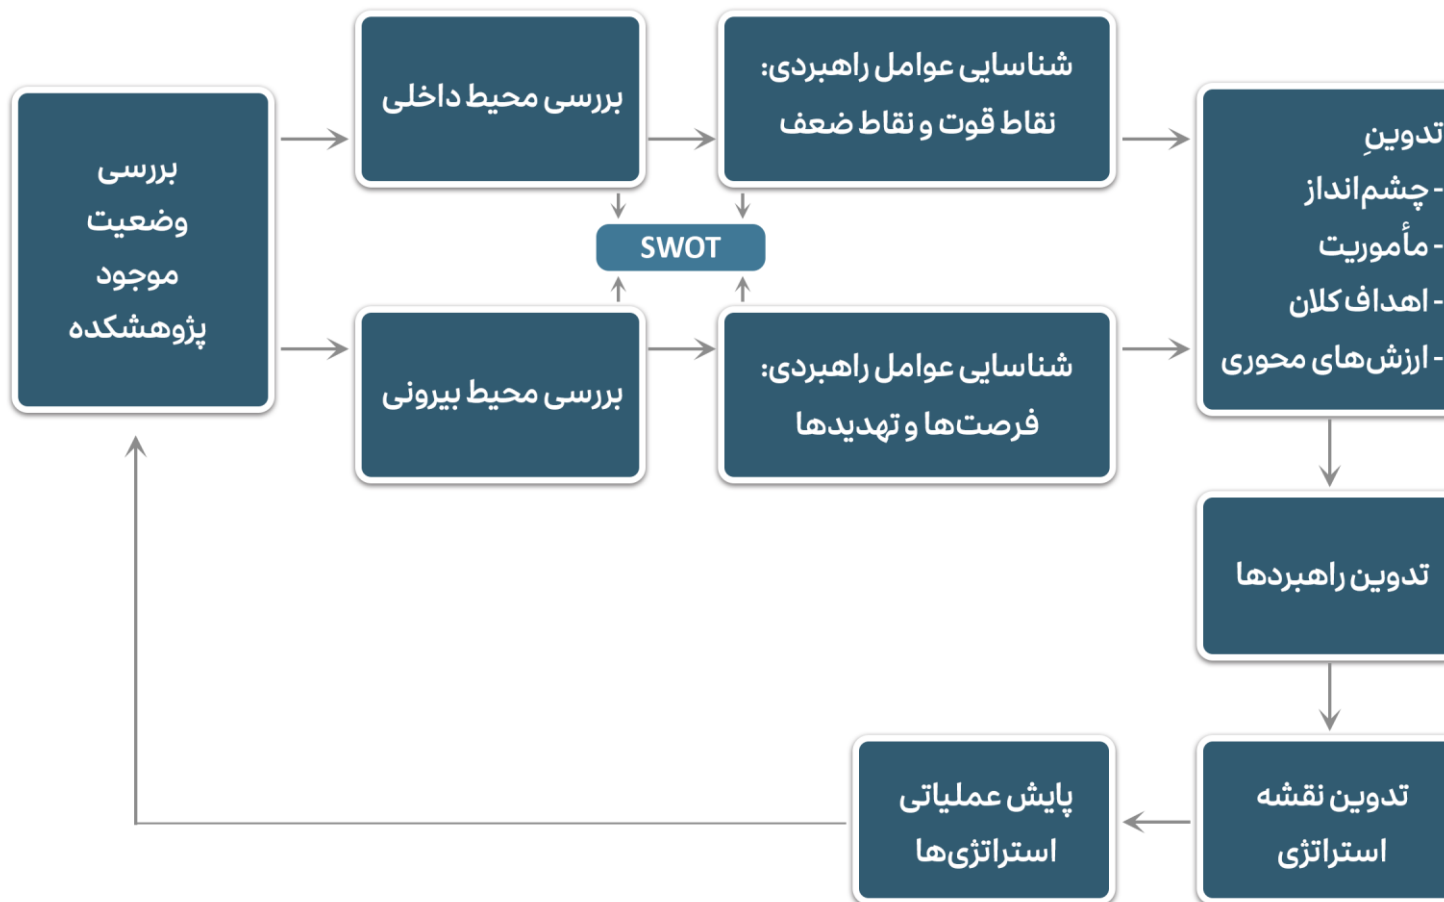 بررسی
وضعیت
موجود
پژوهشکده
بررسی محیط داخلی
شناسایی عوامل راهبردی:
نقاط قوت و نقاط ضعف
SWOT
بررسی محیط بیرونی
شناسایی عوامل راهبردی:
فرصت‌ها و تهدیدها
تدوینِ
- چشم‌انداز
- مأموریت
- اهداف کلان
- ارزش‌های محوری
تدوین راهبردها
تدوین نقشه
استراتژی
پایش عملیاتی
استراتژی‌ها